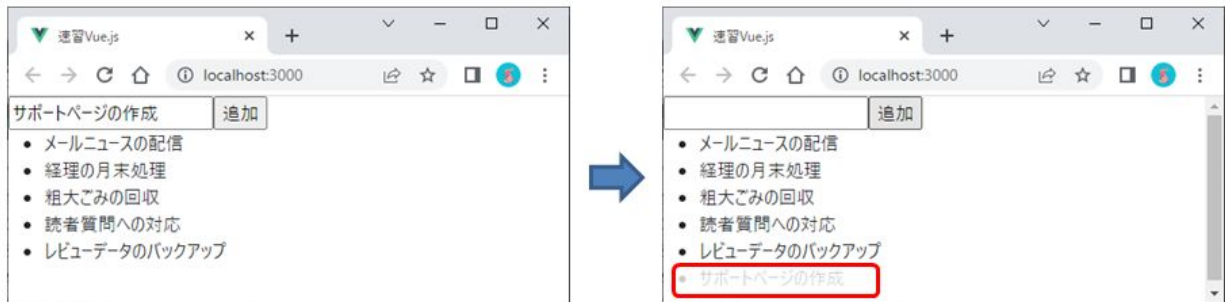 速習Vue.js
localhost:3000
サポートページの作成 追加
メールニュースの配信
経理の月末処理
粗大ごみの回収
読者質問への対応
レビューデータのバックアップ
速習Vue.js
localhost:3000
追加
メールニュースの配信
経理の月末処理
粗大ごみの回収
読者質問への対応
レビューデータのバックアップ
サポートページの作成